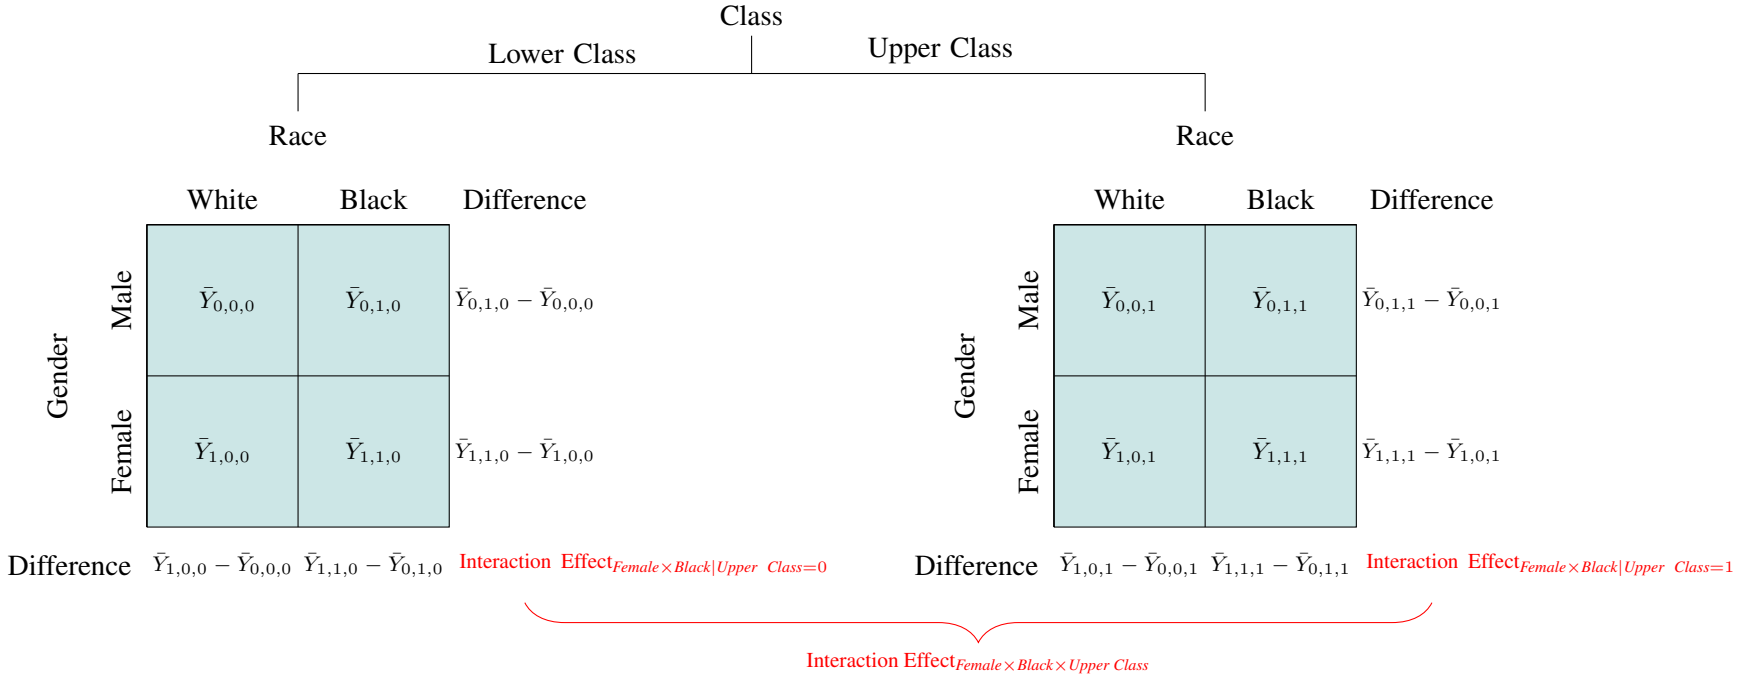 Class
Lower Class Upper Class
Race Race
White Black Difference White Black Difference
Gender Male Ȳ0,0,0 Ȳ0,1,0 Ȳ0,1,0 − Ȳ0,0,0 Gender Male Ȳ0,0,1 Ȳ0,1,1 Ȳ0,1,1 − Ȳ0,0,1
Female Ȳ1,0,0 Ȳ1,1,0 Ȳ1,1,0 − Ȳ1,0,0 Female Ȳ1,0,1 Ȳ1,1,1 Ȳ1,1,1 − Ȳ1,0,1
Difference Ȳ1,0,0 − Ȳ0,0,0 Ȳ1,1,0 − Ȳ0,1,0 Interaction EffectFemale×Black|Upper Class=0 Difference Ȳ1,0,1 − Ȳ0,0,1 Ȳ1,1,1 − Ȳ0,1,1 Interaction EffectFemale×Black|Upper Class=1
Interaction EffectFemale×Black×Upper Class